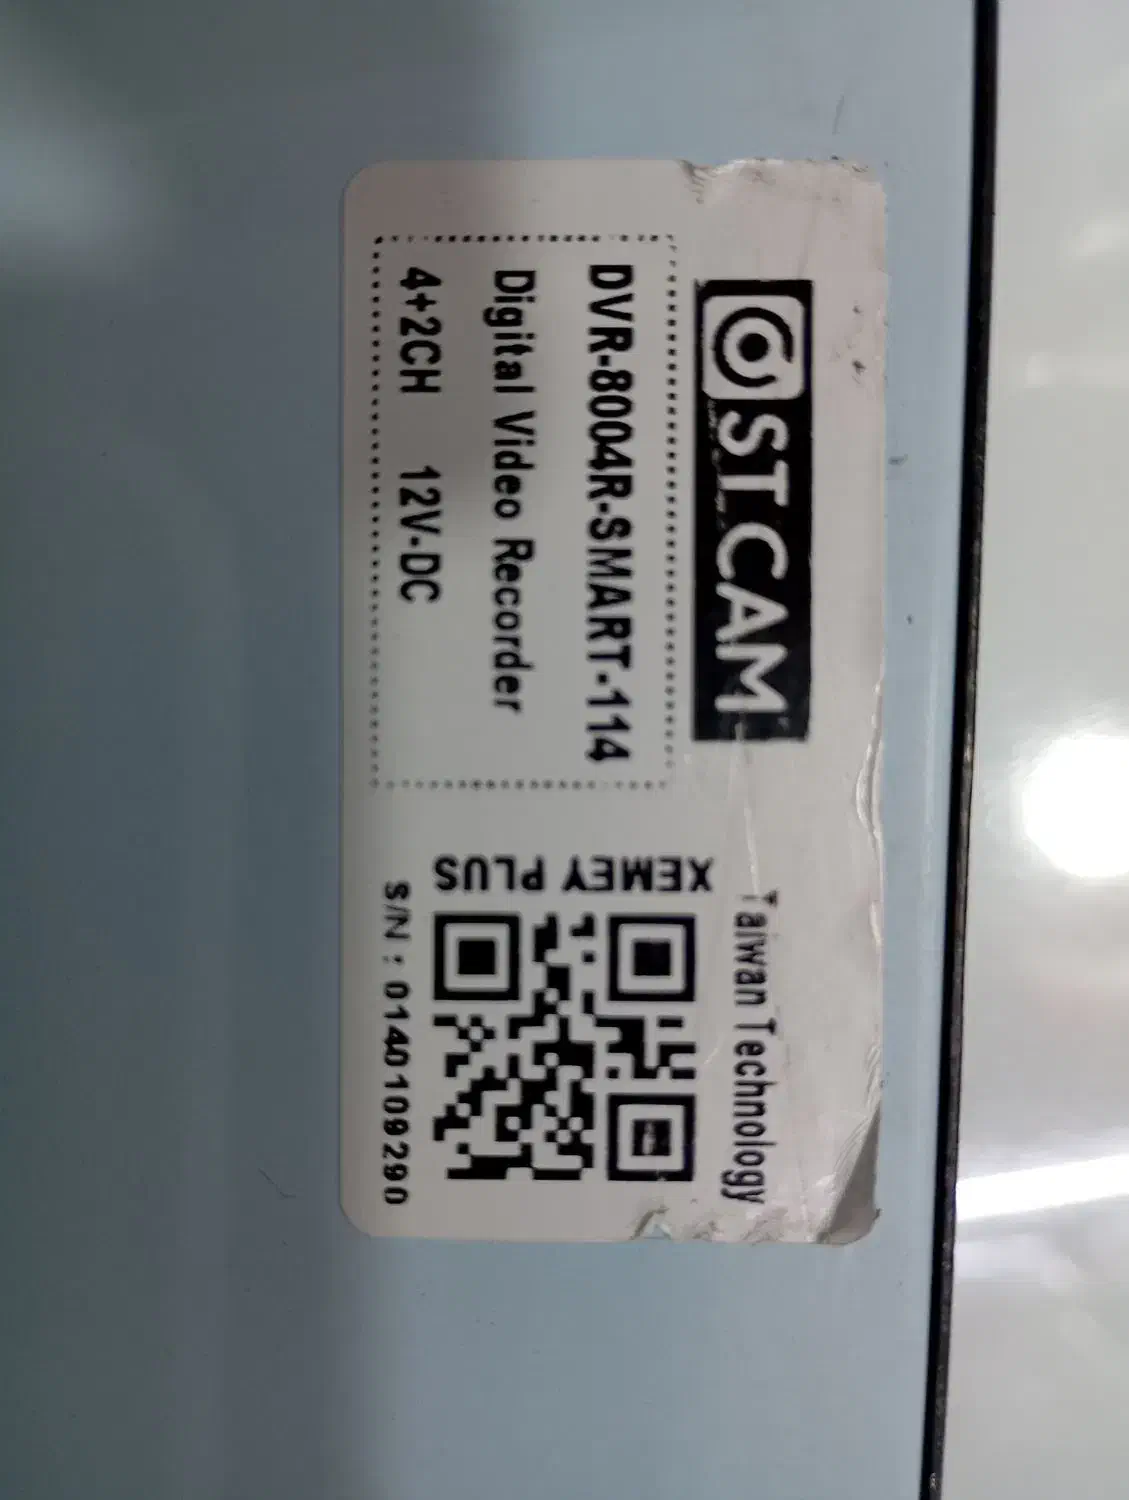 STCAM
Taiwan Technology
DVR-8004R-SMART-114
Digital Video Recorder
4+2CH 12V-DC
XEMEY PLUS
S/N : 0140109290